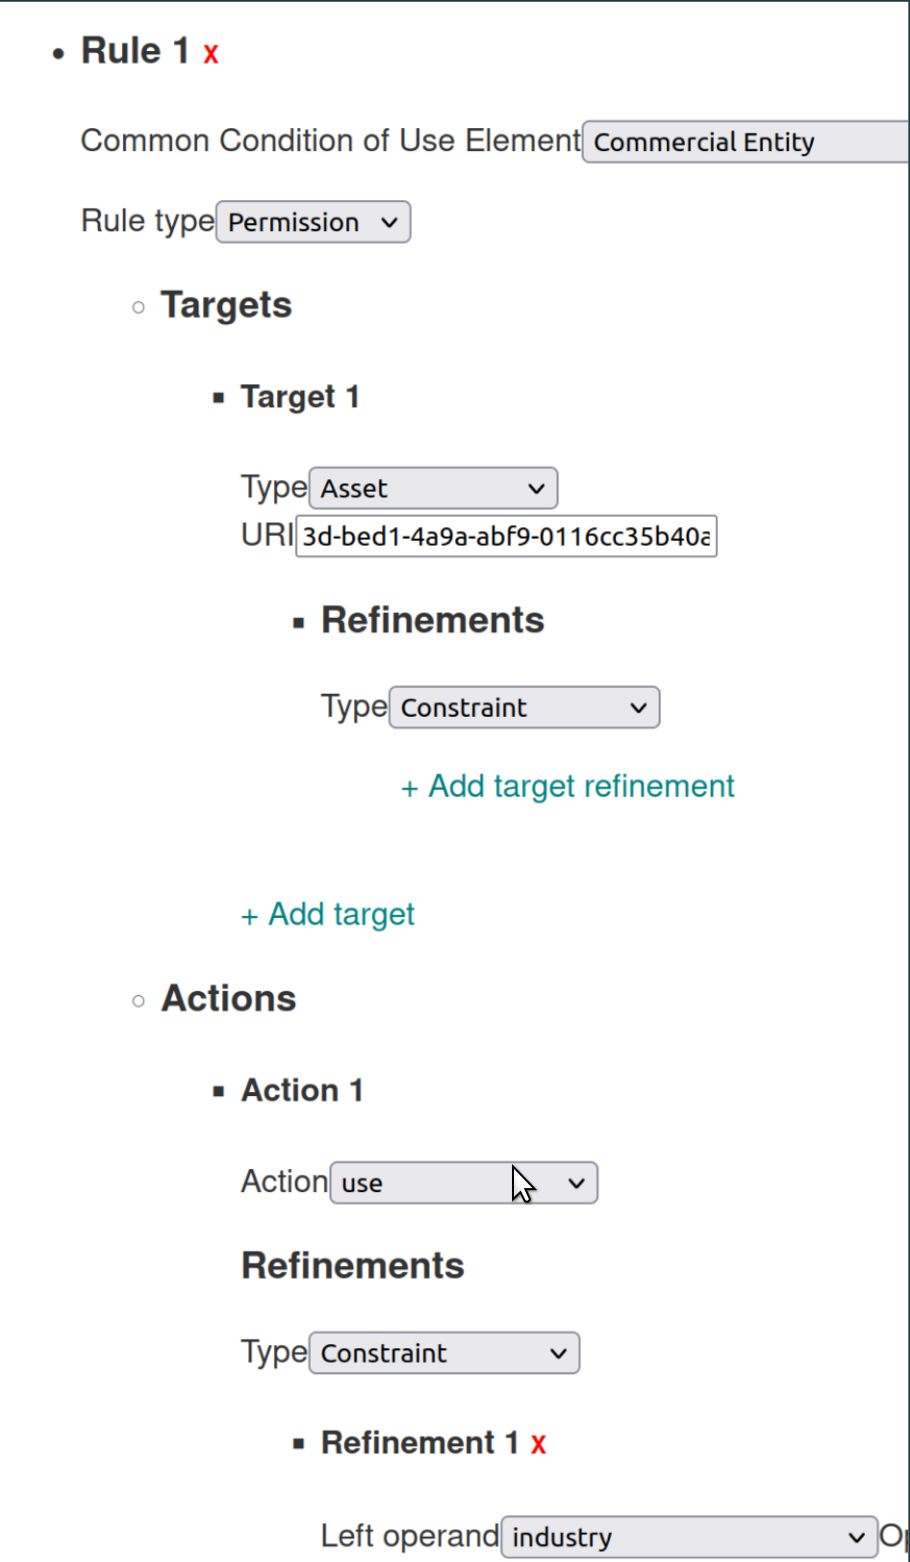 Rule 1 x
Common Condition of Use Element Commercial Entity
Rule type Permission
Targets
Target 1
Type Asset
URI 3d-bed1-4a9a-abf9-0116cc35b40a
Refinements
Type Constraint
+ Add target refinement
+ Add target
Actions
Action 1
Action use
Refinements
Type Constraint
Refinement 1 x
Left operand industry